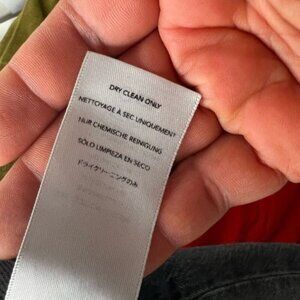 DRY CLEAN ONLY
NETTOYAGE À SEC UNIQUEMENT
NUR CHEMISCHE REINIGUNG
SÓLO LIMPIEZA EN SECO
ドライクリーニングのみ